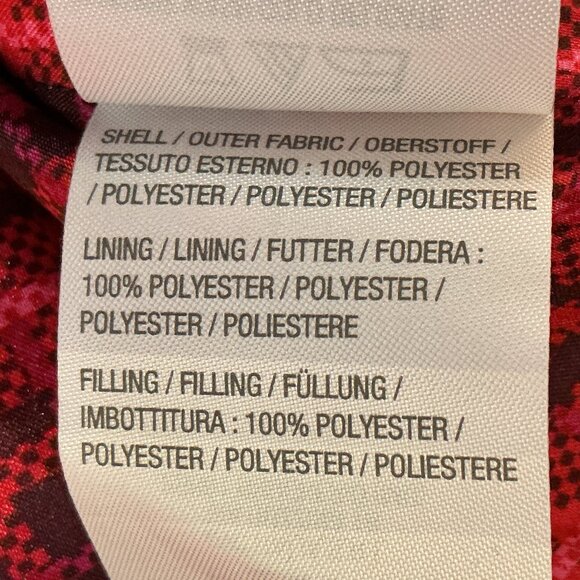 SHELL / OUTER FABRIC / OBERSTOFF /
TESSUTO ESTERNO : 100% POLYESTER
/ POLYESTER / POLYESTER / POLIESTERE
LINING / LINING / FUTTER / FODERA :
100% POLYESTER / POLYESTER /
POLYESTER / POLIESTERE
FILLING / FILLING / FÜLLUNG /
IMBOTTITURA : 100% POLYESTER /
POLYESTER / POLYESTER / POLIESTERE